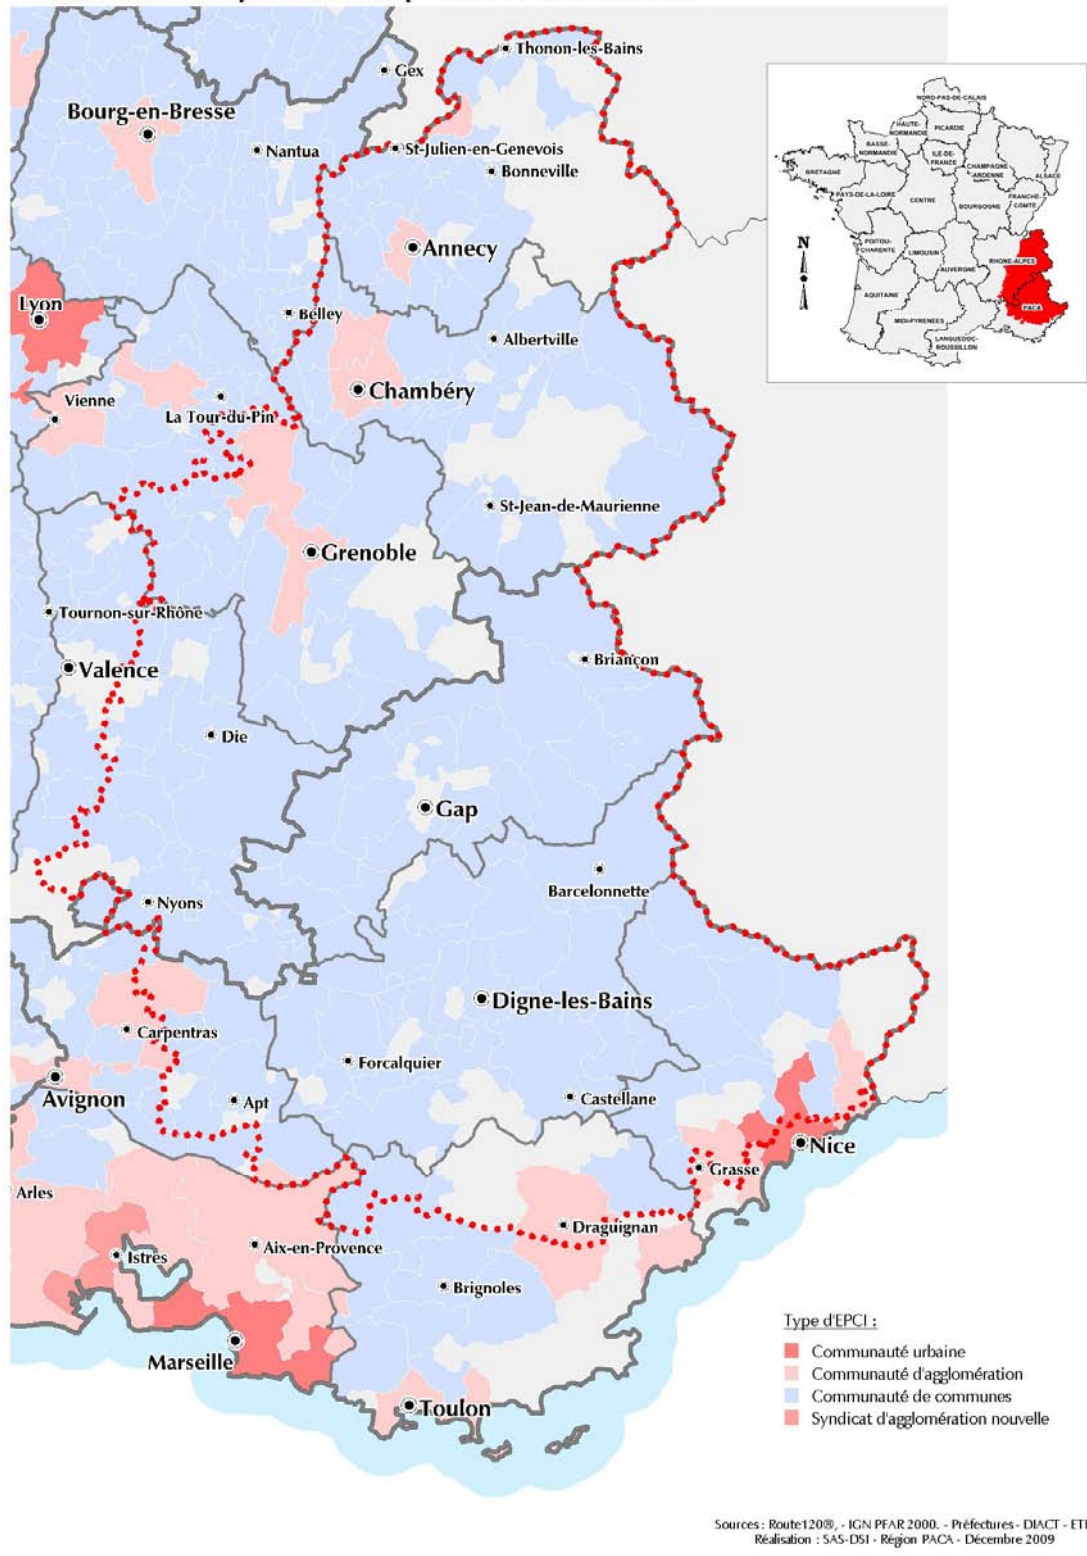 Thonon-les-Bains
Gex
Bourg-en-Bresse
Nantua
St-Julien-en-Genevois
Bonneville
Annecy
Lyon
Belley
Albertville
Chambéry
Vienne
La Tour-du-Pin
St-Jean-de-Maurienne
Grenoble
Tournon-sur-Rhône
Valence
Briançon
Die
Gap
Barcelonnette
Nyons
Digne-les-Bains
Carpentras
Forcalquier
Avignon
Apt
Castellane
Nice
Grasse
Arles
Draguignan
Istres
Aix-en-Provence
Brignoles
Marseille
Toulon
NORD-PAS-DE-CALAIS
HAUTE-
NORMANDIE
PICARDIE
BASSE-
NORMANDIE
ILE-DE-
FRANCE
CHAMPAGNE
-ARDENNE
ALSACE
BRETAGNE
PAYS-DE-LA-LOIRE
CENTRE
BOURGOGNE
FRANCHE-
COMTE
N
POITOU-
CHARENTE
LIMOUSIN
AUVERGNE
RHONE-ALPES
AQUITAINE
MIDI-PYRENEES
LANGUEDOC-
ROUSSILLON
PACA
Type d'EPCI :
Communauté urbaine
Communauté d'agglomération
Communauté de communes
Syndicat d'agglomération nouvelle
Sources : Route120®, - IGN PFAR 2000. - Préfectures - DIACT - ETI
Réalisation : SAS-DSI - Région PACA - Décembre 2009